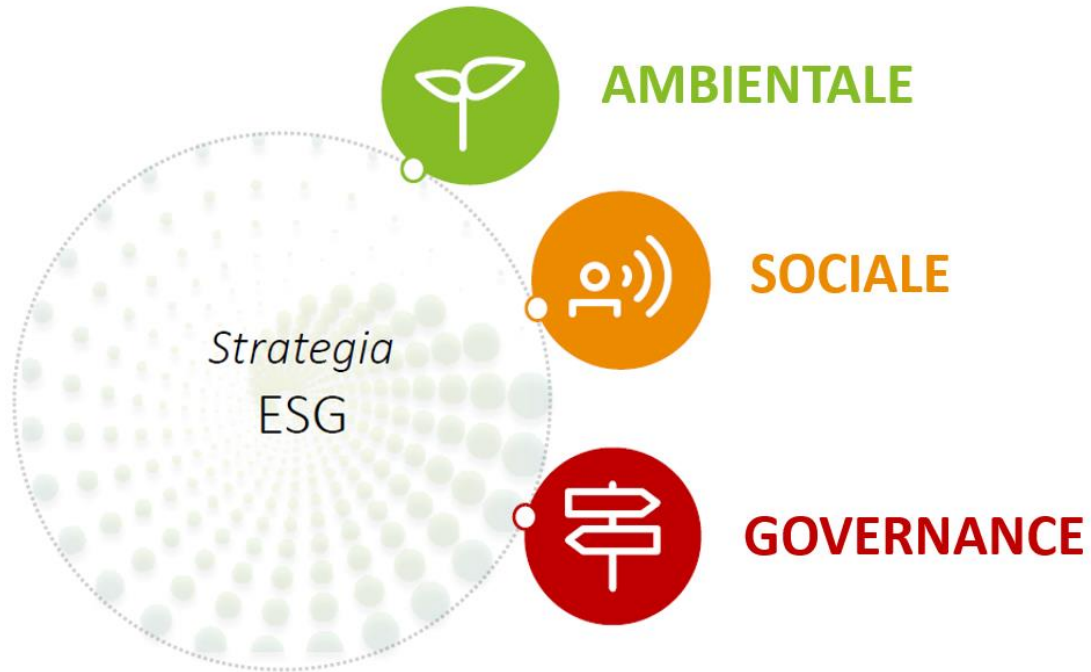 AMBIENTALE
SOCIALE
Strategia
ESG
GOVERNANCE